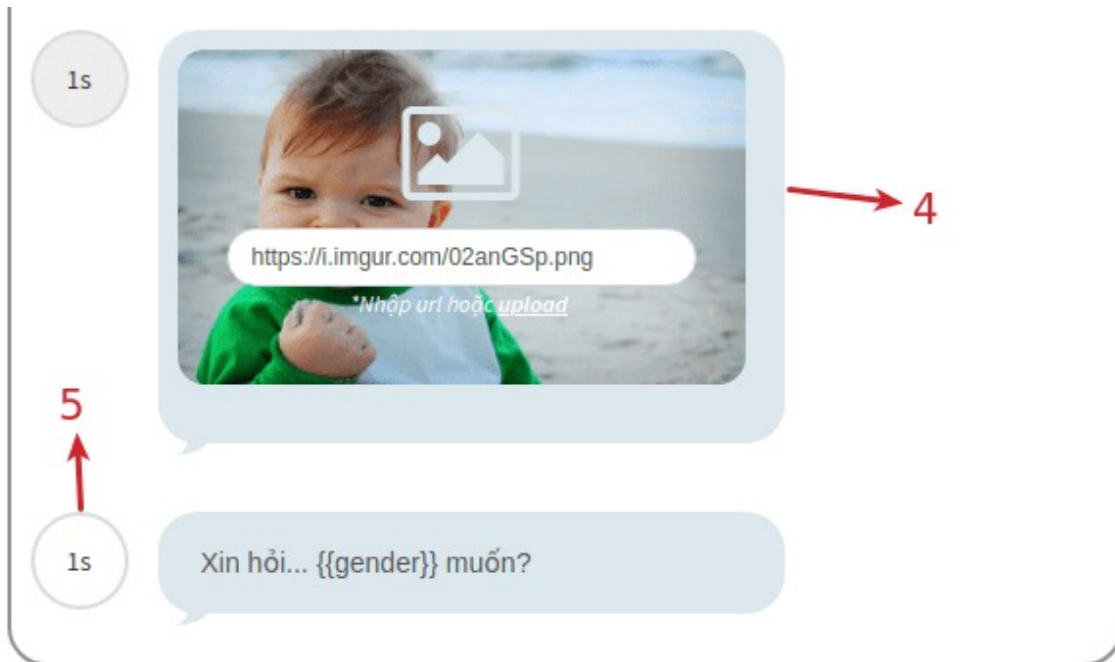 1s
https://i.imgur.com/02anGSp.png
*Nhập url hoặc upload
4
5
1s
Xin hỏi... {{gender}} muốn?